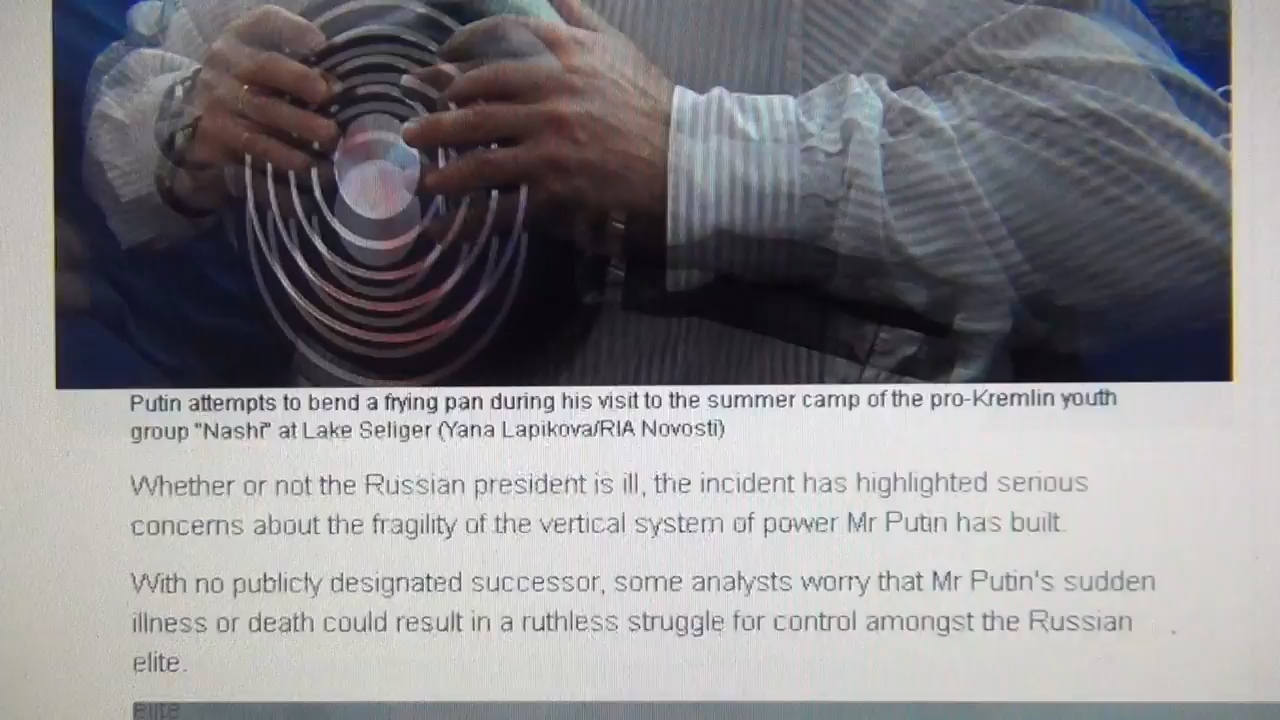 Putin attempts to bend a frying pan during his visit to the summer camp of the pro-Kremlin youth
group "Nashi" at Lake Seliger (Yana Lapikova/RIA Novosti)
Whether or not the Russian president is ill, the incident has highlighted serious
concerns about the fragility of the vertical system of power Mr Putin has built.
With no publicly designated successor, some analysts worry that Mr Putin's sudden
illness or death could result in a ruthless struggle for control amongst the Russian
elite.
elite